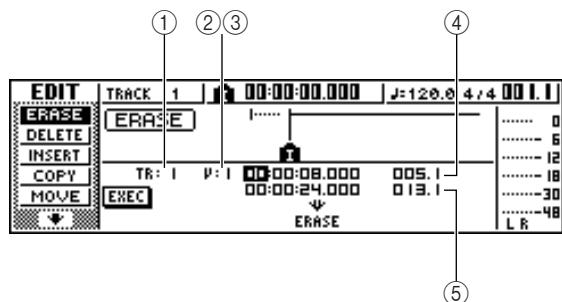 ① ② ③ ④
EDIT TRACK 1 00:00:00.000 ♩=120.0 4/4 001.1
ERASE ERASE 0
DELETE 6
INSERT 12
COPY TR: 1 V: 1 00:00:08.000 005.1 18
MOVE EXEC 00:00:24.000 013.1 30
ERASE 48
L R
⑤